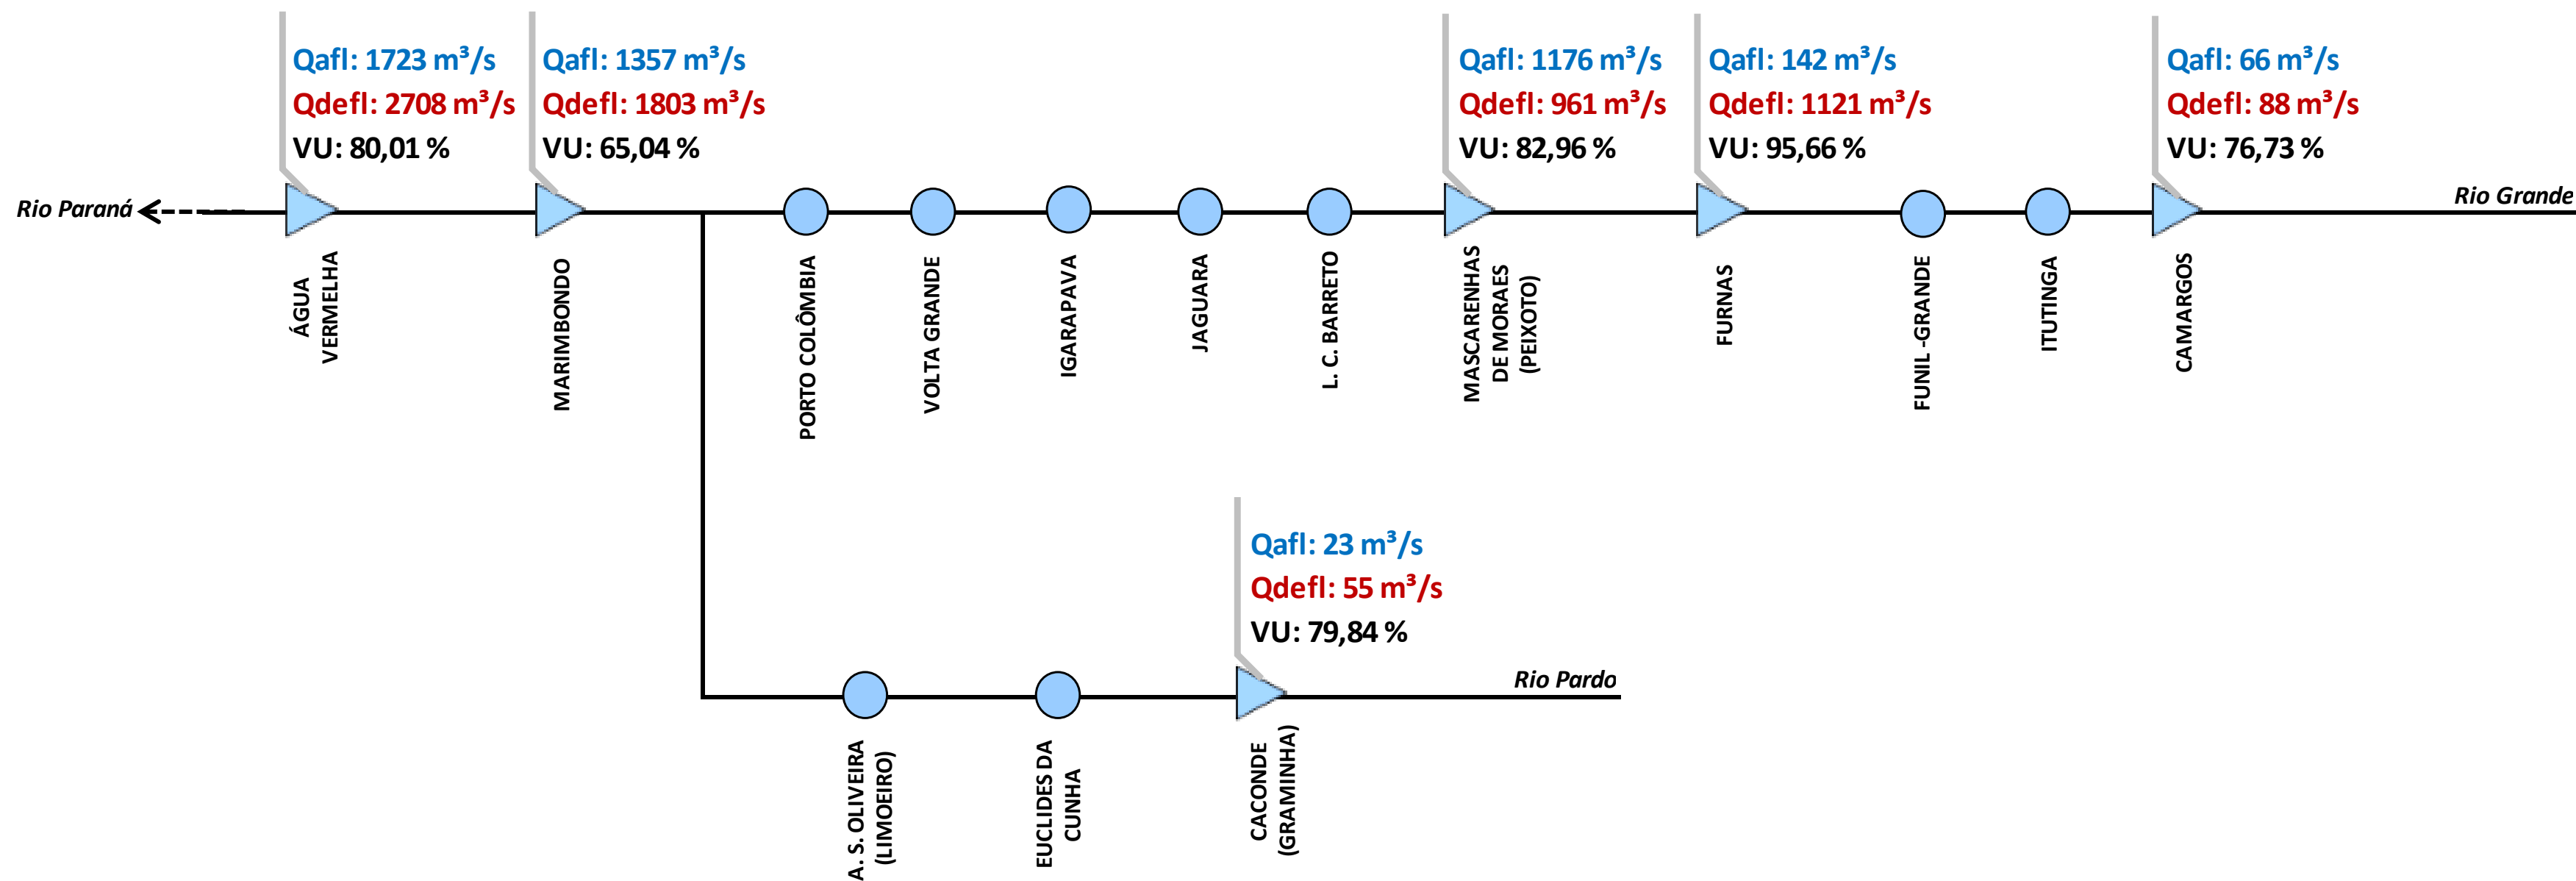 Qafl: 1723 m³/s
Qdefl: 2708 m³/s
VU: 80,01 %
Qafl: 1357 m³/s
Qdefl: 1803 m³/s
VU: 65,04 %
Qafl: 1176 m³/s
Qdefl: 961 m³/s
VU: 82,96 %
Qafl: 142 m³/s
Qdefl: 1121 m³/s
VU: 95,66 %
Qafl: 66 m³/s
Qdefl: 88 m³/s
VU: 76,73 %
Rio Paraná
Rio Grande
ÁGUA
VERMELHA
MARIMBONDO
PORTO COLÔMBIA
VOLTA GRANDE
IGARAPAVA
JAGUARA
L. C. BARRETO
MASCARENHAS
DE MORAES
(PEIXOTO)
FURNAS
FUNIL -GRANDE
ITUTINGA
CAMARGOS
Qafl: 23 m³/s
Qdefl: 55 m³/s
VU: 79,84 %
Rio Pardo
A. S. OLIVEIRA
(LIMOEIRO)
EUCLIDES DA
CUNHA
CACONDE
(GRAMINHA)